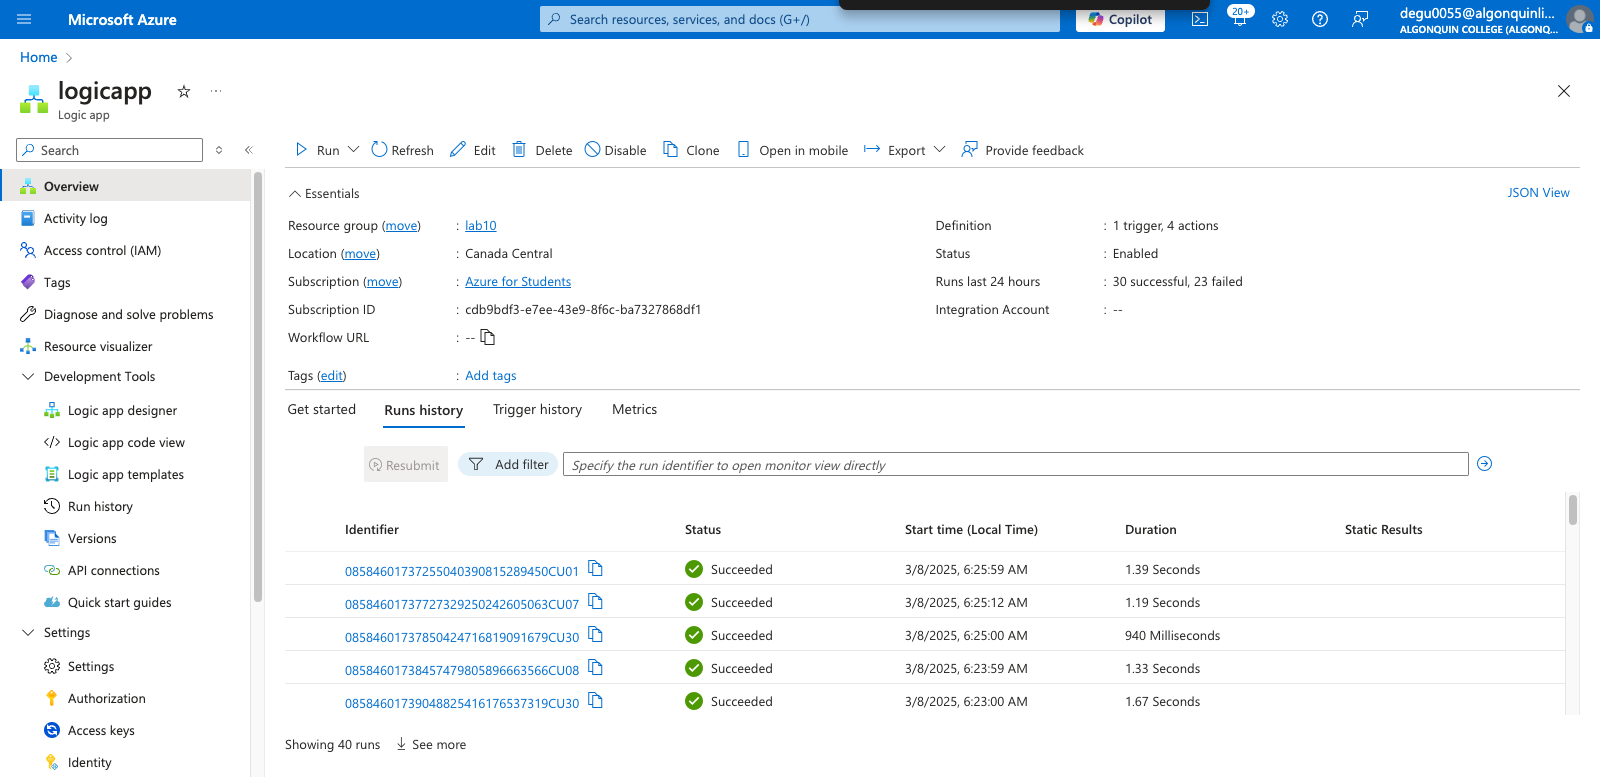 Microsoft Azure
Search resources, services, and docs (G+/)
Copilot
20+
degu0055@algonquinli...
ALGONQUIN COLLEGE (ALGONQ...
Home
logicapp
Logic app
Search
Run
Refresh
Edit
Delete
Disable
Clone
Open in mobile
Export
Provide feedback
Overview
Activity log
Access control (IAM)
Tags
Diagnose and solve problems
Resource visualizer
Development Tools
Logic app designer
Logic app code view
Logic app templates
Run history
Versions
API connections
Quick start guides
Settings
Settings
Authorization
Access keys
Identity
Essentials
JSON View
Resource group (move) : lab10
Location (move) : Canada Central
Subscription (move) : Azure for Students
Subscription ID : cdb9bdf3-e7ee-43e9-8f6c-ba7327868df1
Workflow URL : --
Tags (edit) : Add tags
Definition : 1 trigger, 4 actions
Status : Enabled
Runs last 24 hours : 30 successful, 23 failed
Integration Account : --
Get started Runs history Trigger history Metrics
Resubmit Add filter Specify the run identifier to open monitor view directly
Identifier Status Start time (Local Time) Duration Static Results
08584601737255040390815289450CU01 Succeeded 3/8/2025, 6:25:59 AM 1.39 Seconds
08584601737727329250242605063CU07 Succeeded 3/8/2025, 6:25:12 AM 1.19 Seconds
08584601737850424716819091679CU30 Succeeded 3/8/2025, 6:25:00 AM 940 Milliseconds
08584601738457479805896663566CU08 Succeeded 3/8/2025, 6:23:59 AM 1.33 Seconds
08584601739048825416176537319CU30 Succeeded 3/8/2025, 6:23:00 AM 1.67 Seconds
Showing 40 runs See more